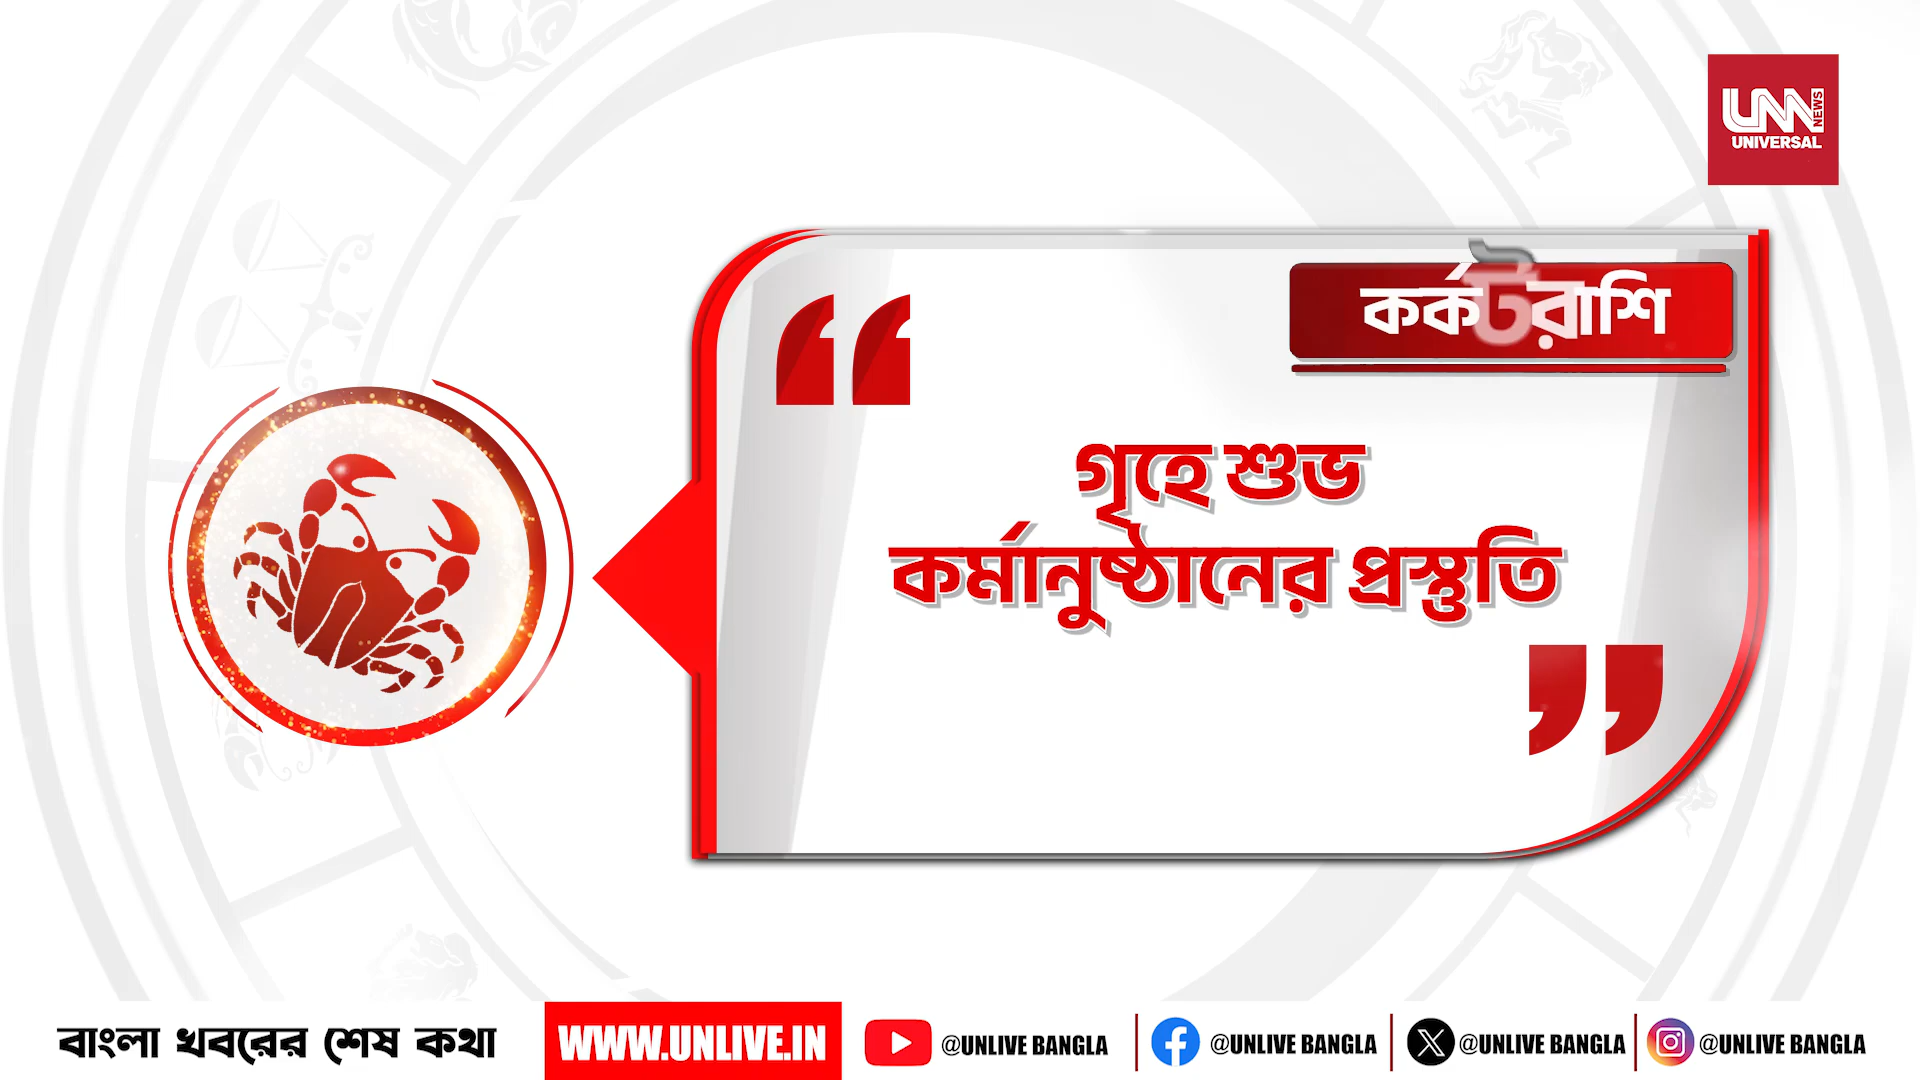 UNN NEWS
UNIVERSAL
কর্কটরাশি
গৃহে শুভ
কর্মানুষ্ঠানের প্রস্তুতি
বাংলা খবরের শেষ কথা
WWW.UNLIVE.IN
@UNLIVE BANGLA
@UNLIVE BANGLA
@UNLIVE BANGLA
@UNLIVE BANGLA